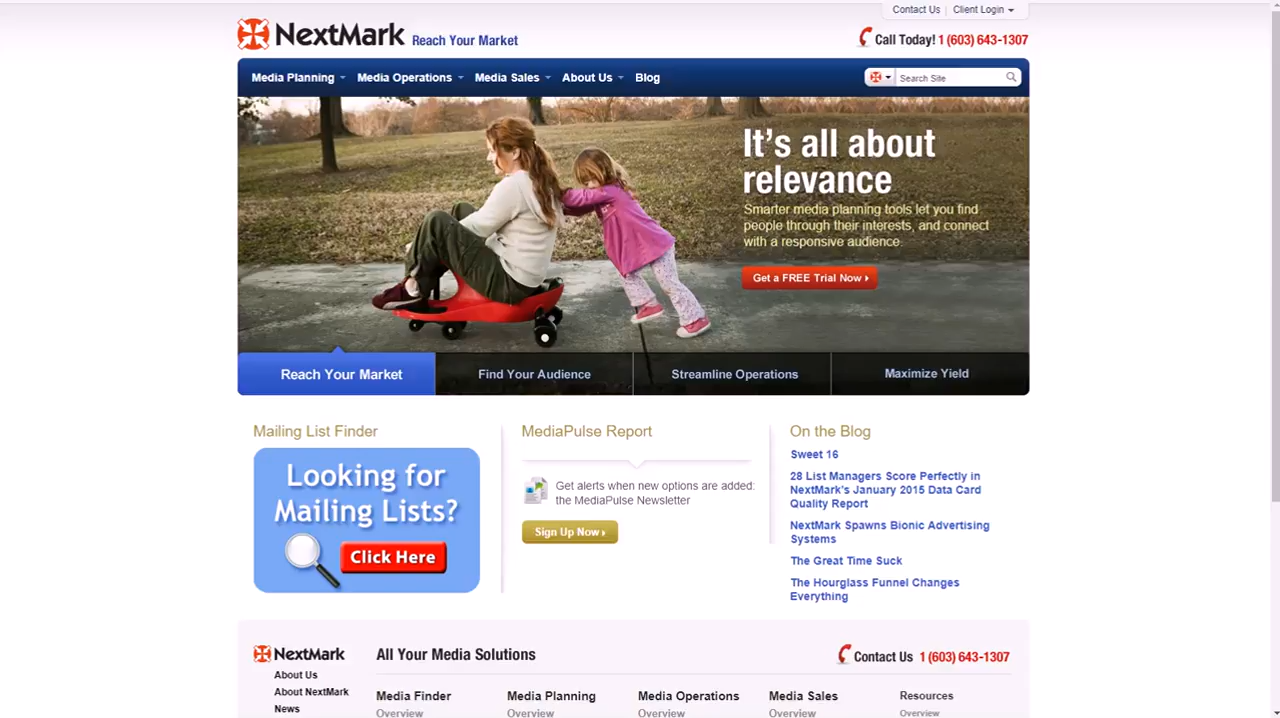 Contact Us | Client Login
NextMark Reach Your Market
Call Today! 1 (603) 643-1307
Media Planning Media Operations Media Sales About Us Blog
Search Site
It's all about
relevance
Smarter media planning tools let you find
people through their interests, and connect
with a responsive audience.
Get a FREE Trial Now
Reach Your Market Find Your Audience Streamline Operations Maximize Yield
Mailing List Finder
Looking for
Mailing Lists?
Click Here
MediaPulse Report
Get alerts when new options are added:
the MediaPulse Newsletter
Sign Up Now
On the Blog
Sweet 16
28 List Managers Score Perfectly in
NextMark's January 2015 Data Card
Quality Report
NextMark Spawns Bionic Advertising
Systems
The Great Time Suck
The Hourglass Funnel Changes
Everything
NextMark
About Us
About NextMark
News
All Your Media Solutions
Contact Us 1 (603) 643-1307
Media Finder Media Planning Media Operations Media Sales Resources
Overview Overview Overview Overview Overview